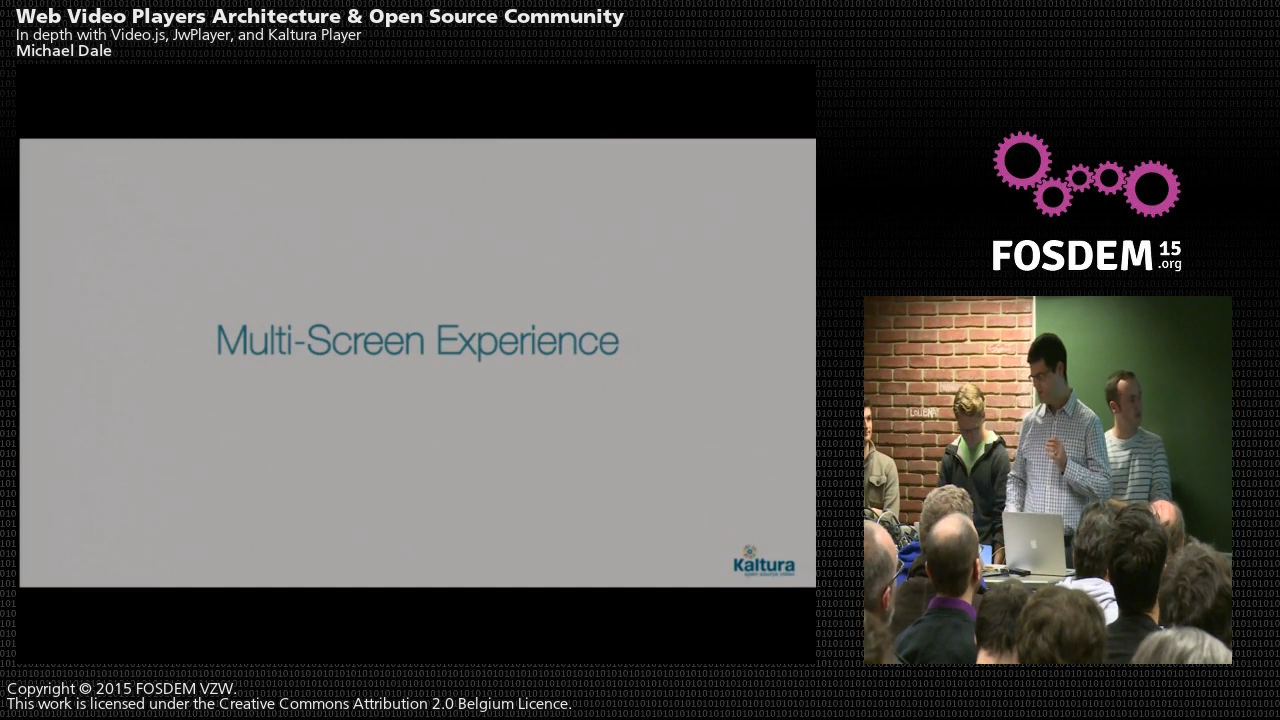 Web Video Players Architecture & Open Source Community
In depth with Video.js, JwPlayer, and Kaltura Player
Michael Dale
FOSDEM 15
.org
Multi-Screen Experience
Kaltura
Copyright © 2015 FOSDEM VZW.
This work is licensed under the Creative Commons Attribution 2.0 Belgium Licence.